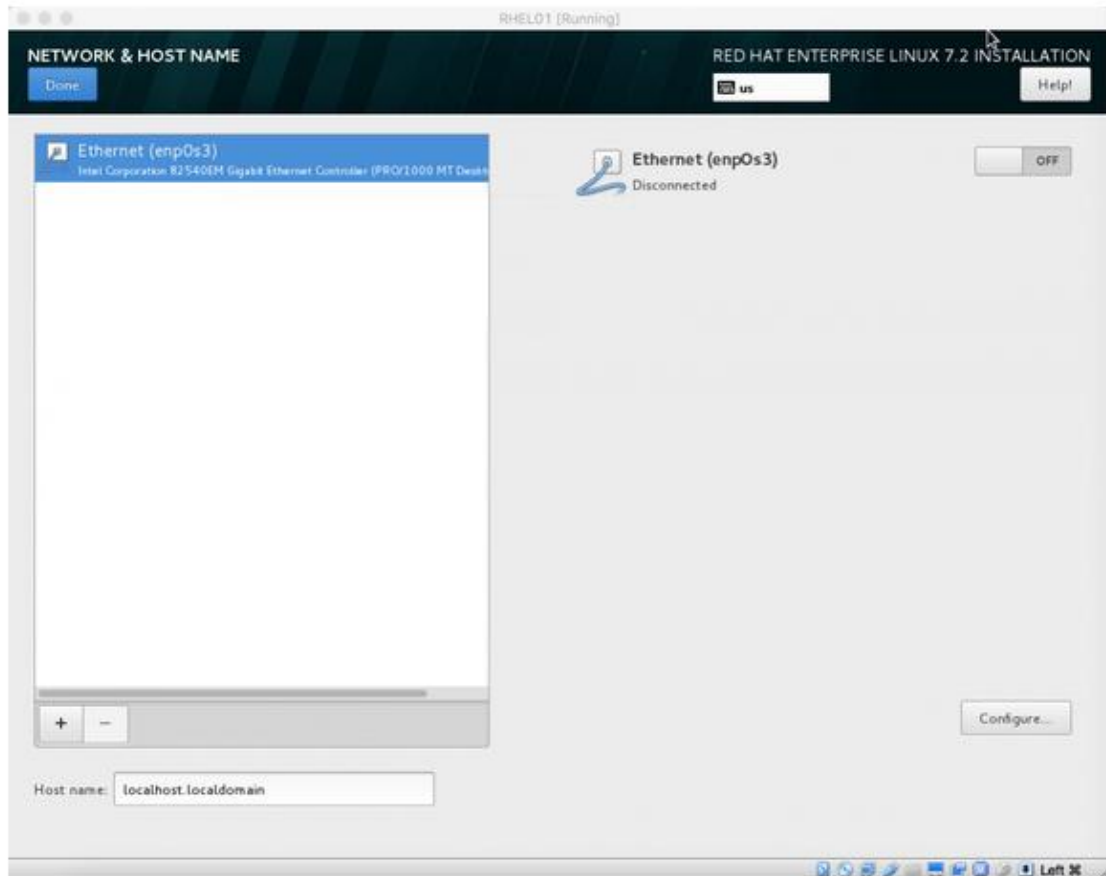 RHEL01 [Running]
NETWORK & HOST NAME
RED HAT ENTERPRISE LINUX 7.2 INSTALLATION
Done
us
Help!
Ethernet (enp0s3)
Intel Corporation 82540EM Gigabit Ethernet Controller (PRO/1000 MT Deskt
Ethernet (enp0s3)
Disconnected
OFF
+ −
Configure...
Host name: localhost.localdomain
Left ⌘